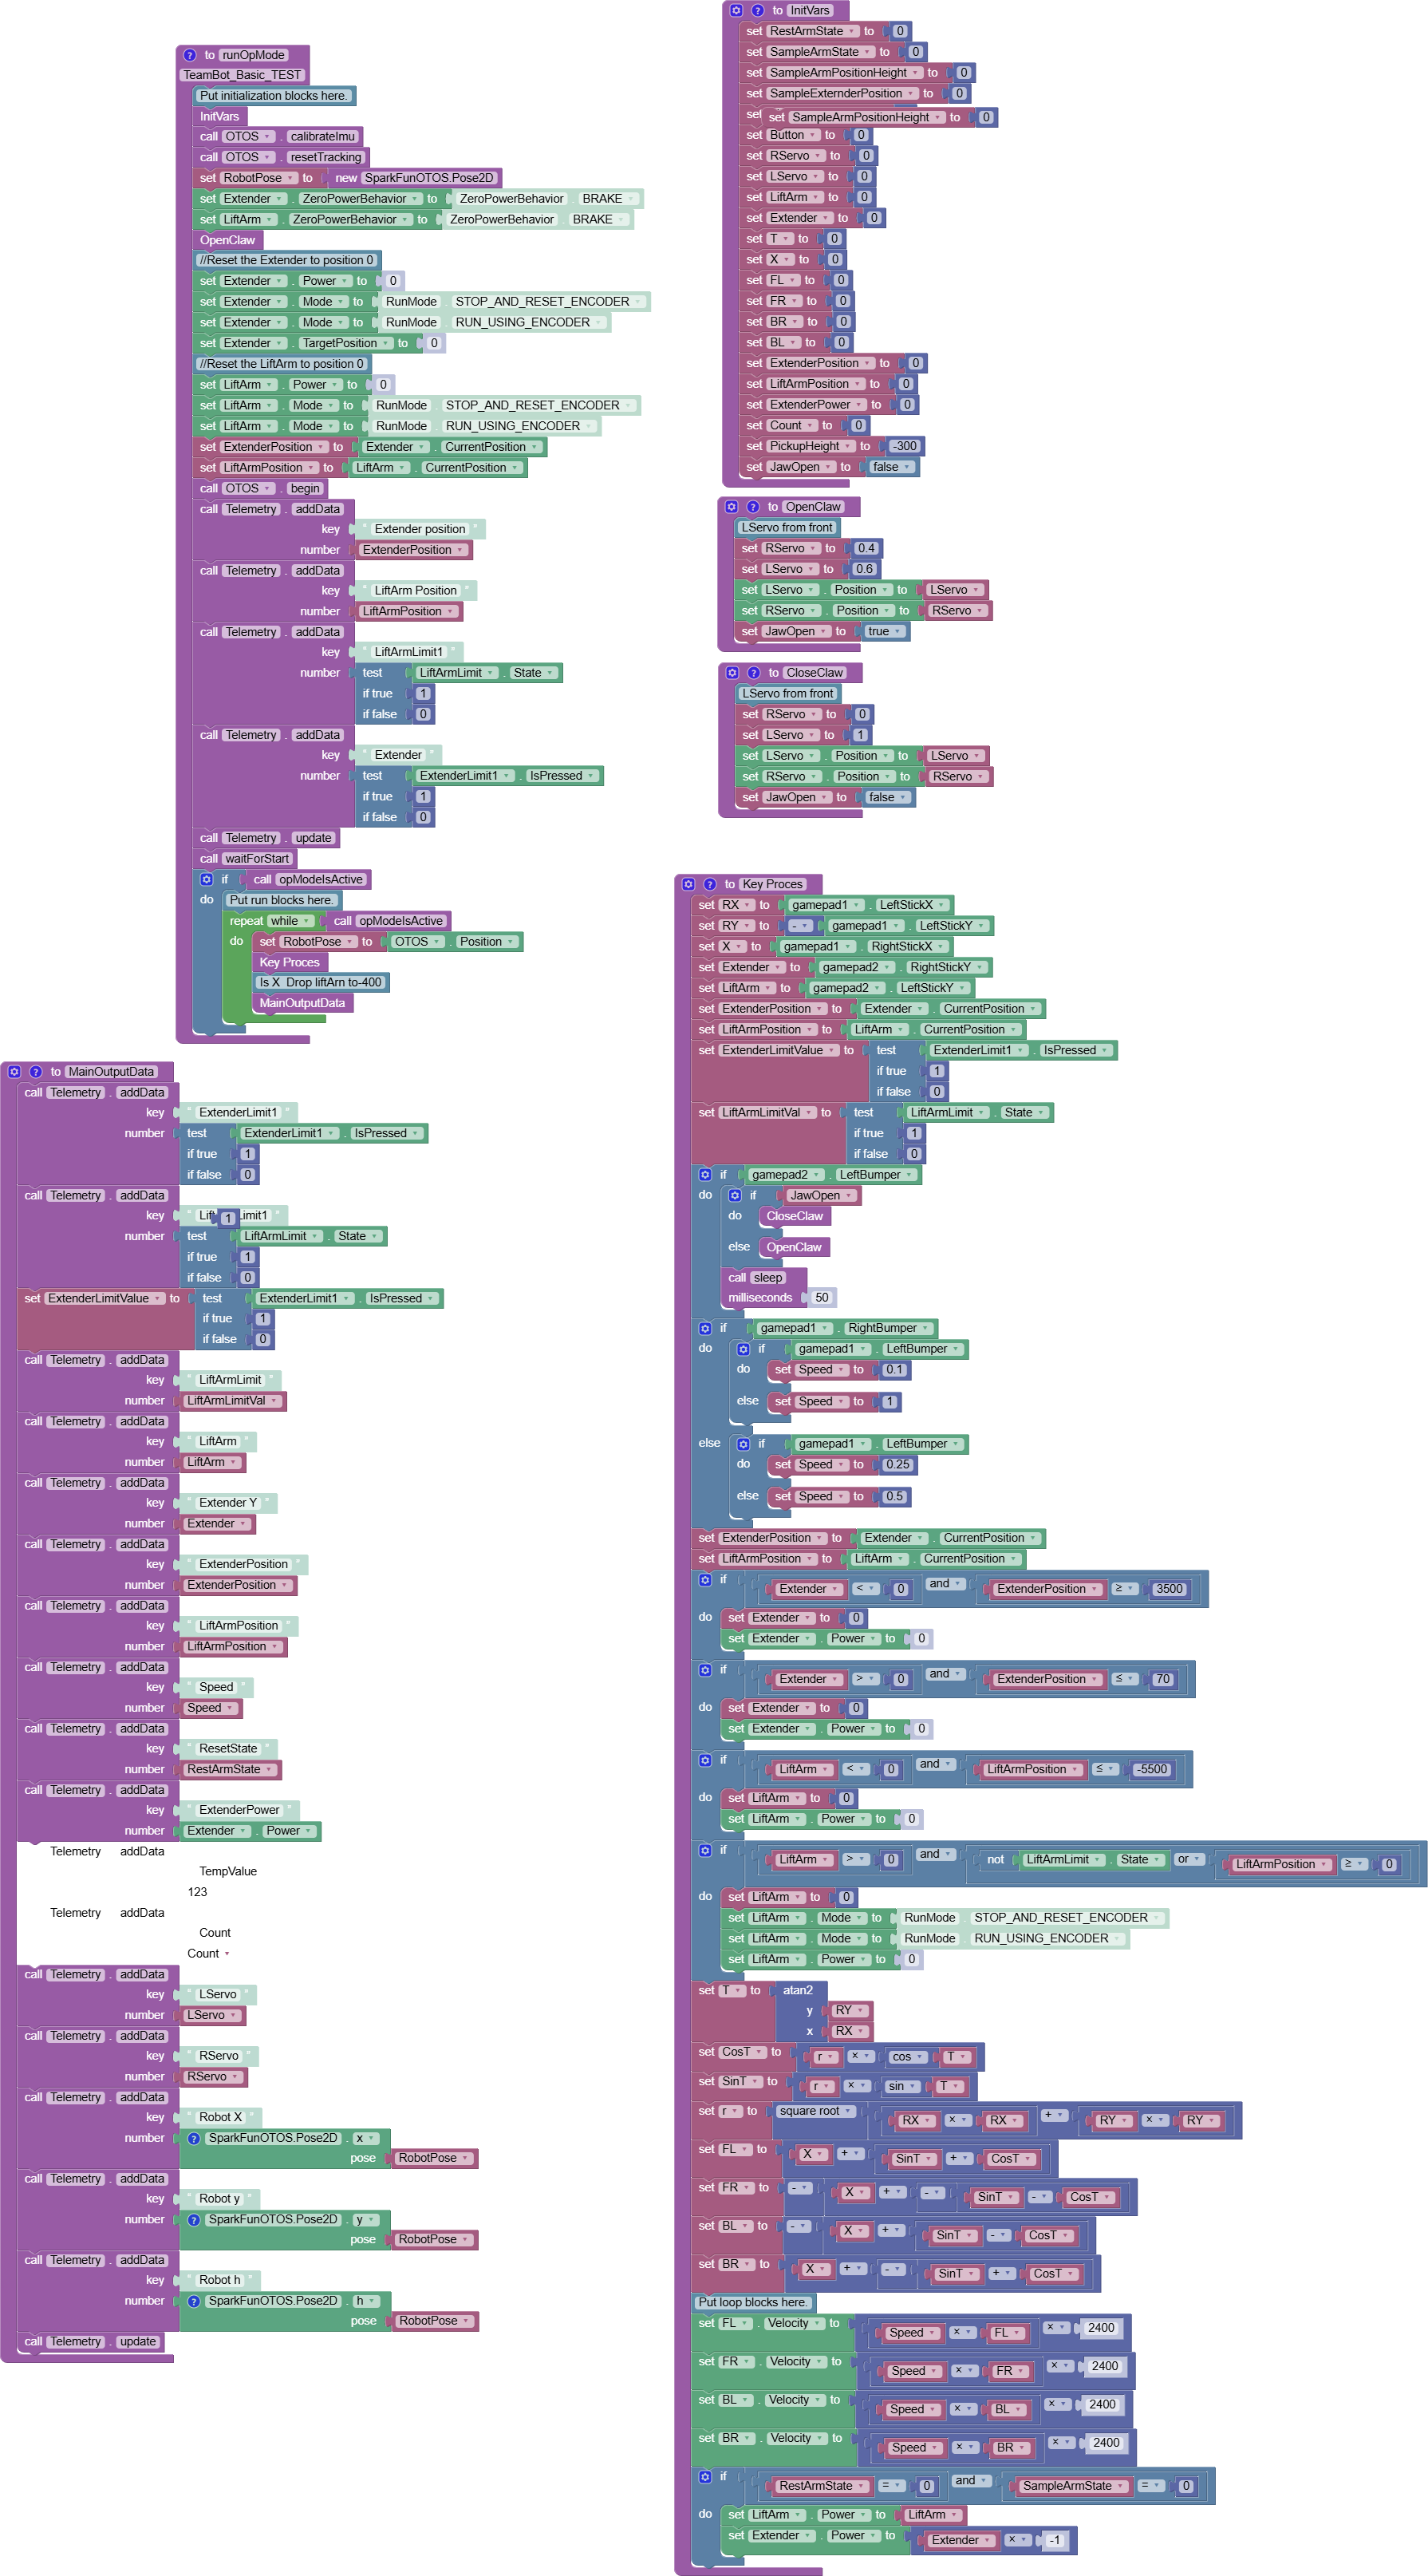 to runOpMode
TeamBot_Basic_TEST
Put initialization blocks here.
InitVars
call OTOS . calibrateImu
call OTOS . resetTracking
set RobotPose to new SparkFunOTOS.Pose2D
set Extender . ZeroPowerBehavior to ZeroPowerBehavior . BRAKE
set LiftArm . ZeroPowerBehavior to ZeroPowerBehavior . BRAKE
OpenClaw
//Reset the Extender to position 0
set Extender . Power to 0
set Extender . Mode to RunMode . STOP_AND_RESET_ENCODER
set Extender . Mode to RunMode . RUN_USING_ENCODER
set Extender . TargetPosition to 0
//Reset the LiftArm to position 0
set LiftArm . Power to 0
set LiftArm . Mode to RunMode . STOP_AND_RESET_ENCODER
set LiftArm . Mode to RunMode . RUN_USING_ENCODER
set ExtenderPosition to Extender . CurrentPosition
set LiftArmPosition to LiftArm . CurrentPosition
call OTOS . begin
call Telemetry . addData
key " Extender position "
number ExtenderPosition
call Telemetry . addData
key " LiftArm Position "
number LiftArmPosition
call Telemetry . addData
key " LiftArmLimit1 "
number test LiftArmLimit . State
if true 1
if false 0
call Telemetry . addData
key " Extender "
number test ExtenderLimit1 . IsPressed
if true 1
if false 0
call Telemetry . update
call waitForStart
if call opModeIsActive
do Put run blocks here.
repeat while call opModeIsActive
do set RobotPose to OTOS . Position
Key Proces
Is X Drop liftArn to-400
MainOutputData
to MainOutputData
call Telemetry . addData
key " ExtenderLimit1 "
number test ExtenderLimit1 . IsPressed
if true 1
if false 0
call Telemetry . addData
key " Lif 1 imit1 "
number test LiftArmLimit . State
if true 1
if false 0
set ExtenderLimitValue to test ExtenderLimit1 . IsPressed
if true 1
if false 0
call Telemetry . addData
key " LiftArmLimit "
number LiftArmLimitVal
call Telemetry . addData
key " LiftArm "
number LiftArm
call Telemetry . addData
key " Extender Y "
number Extender
call Telemetry . addData
key " ExtenderPosition "
number ExtenderPosition
call Telemetry . addData
key " LiftArmPosition "
number LiftArmPosition
call Telemetry . addData
key " Speed "
number Speed
call Telemetry . addData
key " ResetState "
number RestArmState
call Telemetry . addData
key " ExtenderPower "
number Extender . Power
Telemetry addData
TempValue
123
Telemetry addData
Count
Count
call Telemetry . addData
key " LServo "
number LServo
call Telemetry . addData
key " RServo "
number RServo
call Telemetry . addData
key " Robot X "
number SparkFunOTOS.Pose2D . x
pose RobotPose
call Telemetry . addData
key " Robot y "
number SparkFunOTOS.Pose2D . y
pose RobotPose
call Telemetry . addData
key " Robot h "
number SparkFunOTOS.Pose2D . h
pose RobotPose
call Telemetry . update
to InitVars
set RestArmState to 0
set SampleArmState to 0
set SampleArmPositionHeight to 0
set SampleExternderPosition to 0
set
set SampleArmPositionHeight to 0
set Button to 0
set RServo to 0
set LServo to 0
set LiftArm to 0
set Extender to 0
set T to 0
set X to 0
set FL to 0
set FR to 0
set BR to 0
set BL to 0
set ExtenderPosition to 0
set LiftArmPosition to 0
set ExtenderPower to 0
set Count to 0
set PickupHeight to -300
set JawOpen to false
to OpenClaw
LServo from front
set RServo to 0.4
set LServo to 0.6
set LServo . Position to LServo
set RServo . Position to RServo
set JawOpen to true
to CloseClaw
LServo from front
set RServo to 0
set LServo to 1
set LServo . Position to LServo
set RServo . Position to RServo
set JawOpen to false
to Key Proces
set RX to gamepad1 . LeftStickX
set RY to - gamepad1 . LeftStickY
set X to gamepad1 . RightStickX
set Extender to gamepad2 . RightStickY
set LiftArm to gamepad2 . LeftStickY
set ExtenderPosition to Extender . CurrentPosition
set LiftArmPosition to LiftArm . CurrentPosition
set ExtenderLimitValue to test ExtenderLimit1 . IsPressed
if true 1
if false 0
set LiftArmLimitVal to test LiftArmLimit . State
if true 1
if false 0
if gamepad2 . LeftBumper
do if JawOpen
do CloseClaw
else OpenClaw
call sleep
milliseconds 50
if gamepad1 . RightBumper
do if gamepad1 . LeftBumper
do set Speed to 0.1
else set Speed to 1
else if gamepad1 . LeftBumper
do set Speed to 0.25
else set Speed to 0.5
set ExtenderPosition to Extender . CurrentPosition
set LiftArmPosition to LiftArm . CurrentPosition
if Extender < 0 and ExtenderPosition ≥ 3500
do set Extender to 0
set Extender . Power to 0
if Extender > 0 and ExtenderPosition ≤ 70
do set Extender to 0
set Extender . Power to 0
if LiftArm < 0 and LiftArmPosition ≤ -5500
do set LiftArm to 0
set LiftArm . Power to 0
if LiftArm > 0 and not LiftArmLimit . State or LiftArmPosition ≥ 0
do set LiftArm to 0
set LiftArm . Mode to RunMode . STOP_AND_RESET_ENCODER
set LiftArm . Mode to RunMode . RUN_USING_ENCODER
set LiftArm . Power to 0
set T to atan2
y RY
x RX
set CosT to r × cos T
set SinT to r × sin T
set r to square root RX × RX + RY × RY
set FL to X + SinT + CosT
set FR to - X + - SinT - CosT
set BL to - X + SinT - CosT
set BR to X + - SinT + CosT
Put loop blocks here.
set FL . Velocity to Speed × FL × 2400
set FR . Velocity to Speed × FR × 2400
set BL . Velocity to Speed × BL × 2400
set BR . Velocity to Speed × BR × 2400
if RestArmState = 0 and SampleArmState = 0
do set LiftArm . Power to LiftArm
set Extender . Power to Extender × -1